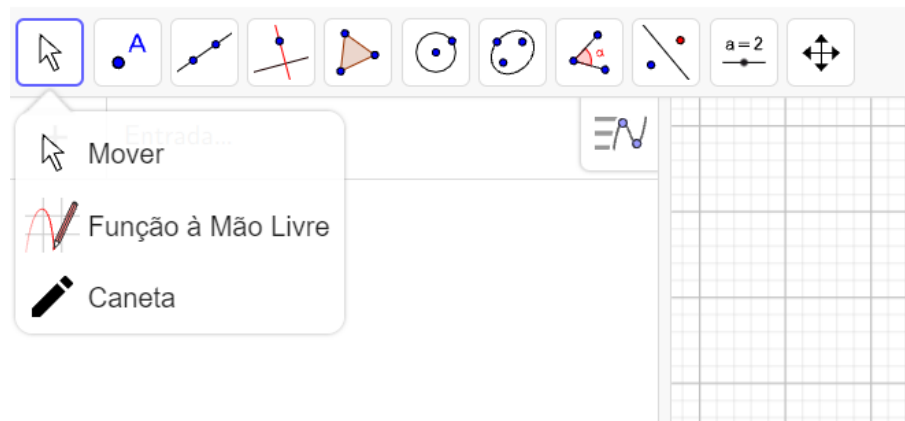 A
α
a=2
Entrada...
Mover
Função à Mão Livre
Caneta